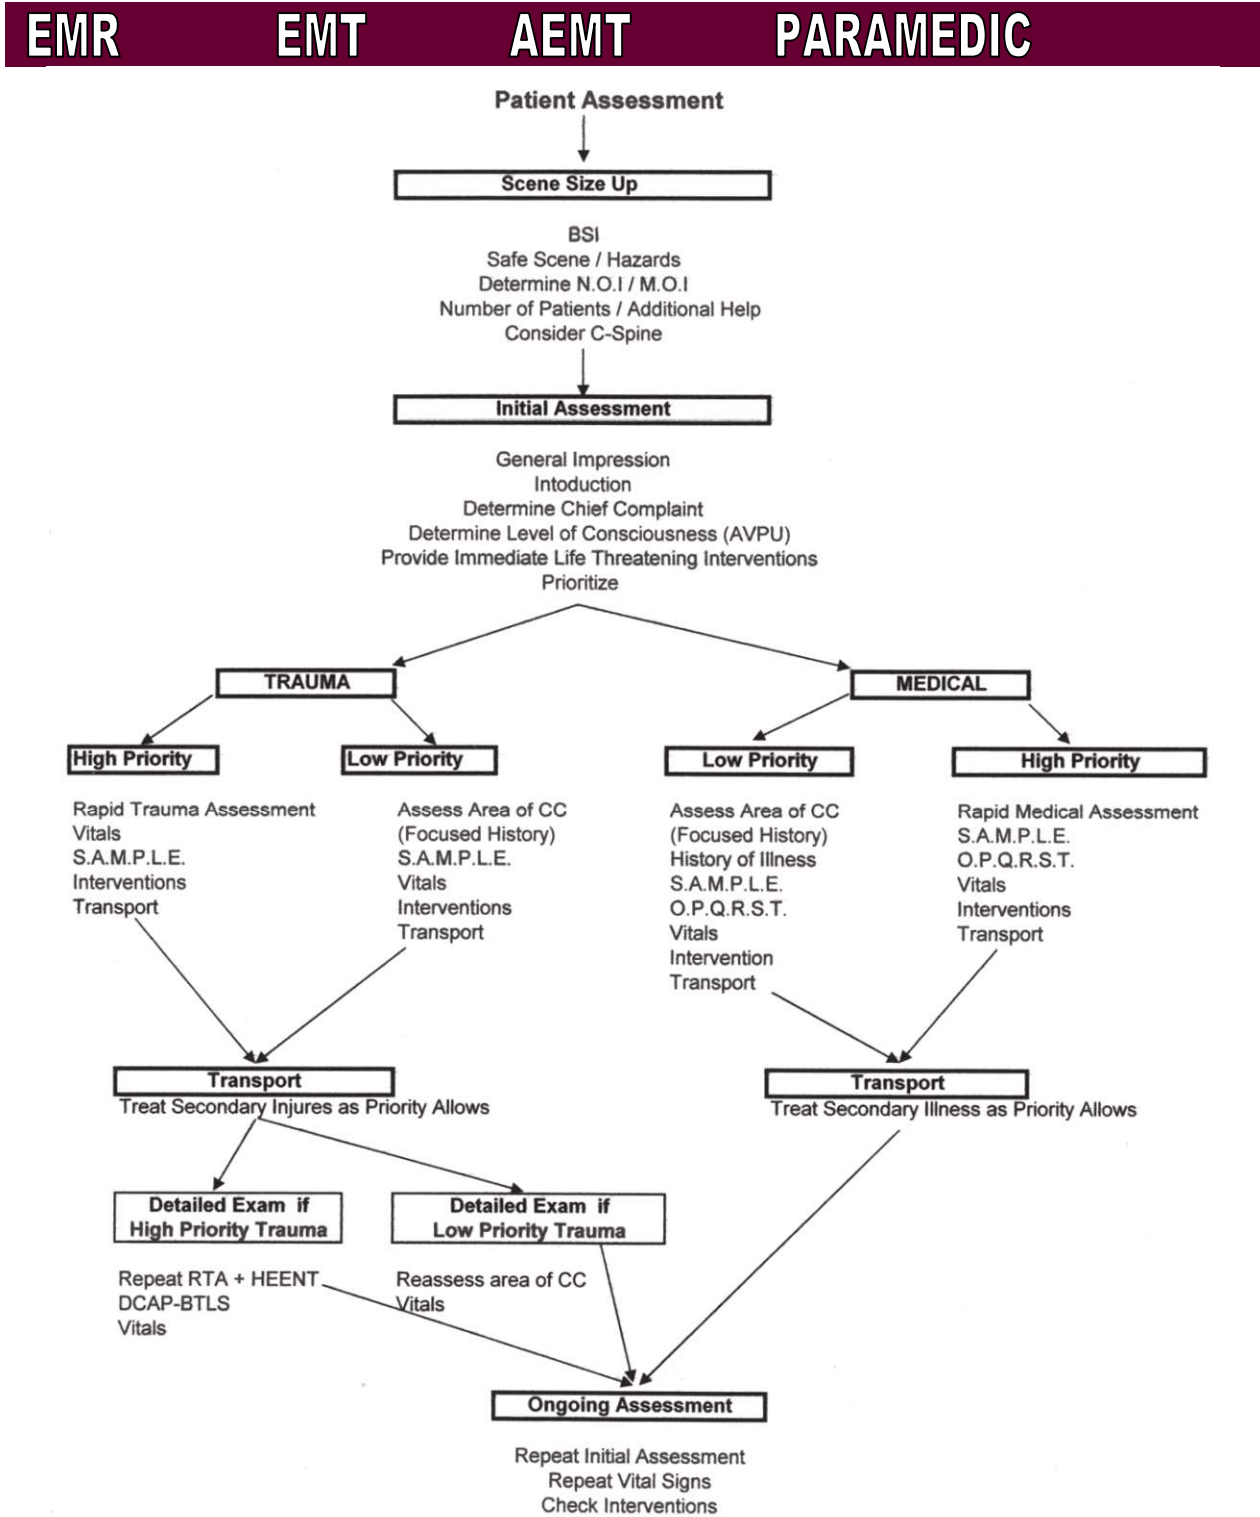 EMR EMT AEMT PARAMEDIC
Patient Assessment
Scene Size Up
BSI
Safe Scene / Hazards
Determine N.O.I / M.O.I
Number of Patients / Additional Help
Consider C-Spine
Initial Assessment
General Impression
Intoduction
Determine Chief Complaint
Determine Level of Consciousness (AVPU)
Provide Immediate Life Threatening Interventions
Prioritize
TRAUMA
High Priority
Rapid Trauma Assessment
Vitals
S.A.M.P.L.E.
Interventions
Transport
Low Priority
Assess Area of CC
(Focused History)
S.A.M.P.L.E.
Vitals
Interventions
Transport
MEDICAL
Low Priority
Assess Area of CC
(Focused History)
History of Illness
S.A.M.P.L.E.
O.P.Q.R.S.T.
Vitals
Intervention
Transport
High Priority
Rapid Medical Assessment
S.A.M.P.L.E.
O.P.Q.R.S.T.
Vitals
Interventions
Transport
Transport
Treat Secondary Injures as Priority Allows
Transport
Treat Secondary Illness as Priority Allows
Detailed Exam if
High Priority Trauma
Repeat RTA + HEENT
DCAP-BTLS
Vitals
Detailed Exam if
Low Priority Trauma
Reassess area of CC
Vitals
Ongoing Assessment
Repeat Initial Assessment
Repeat Vital Signs
Check Interventions